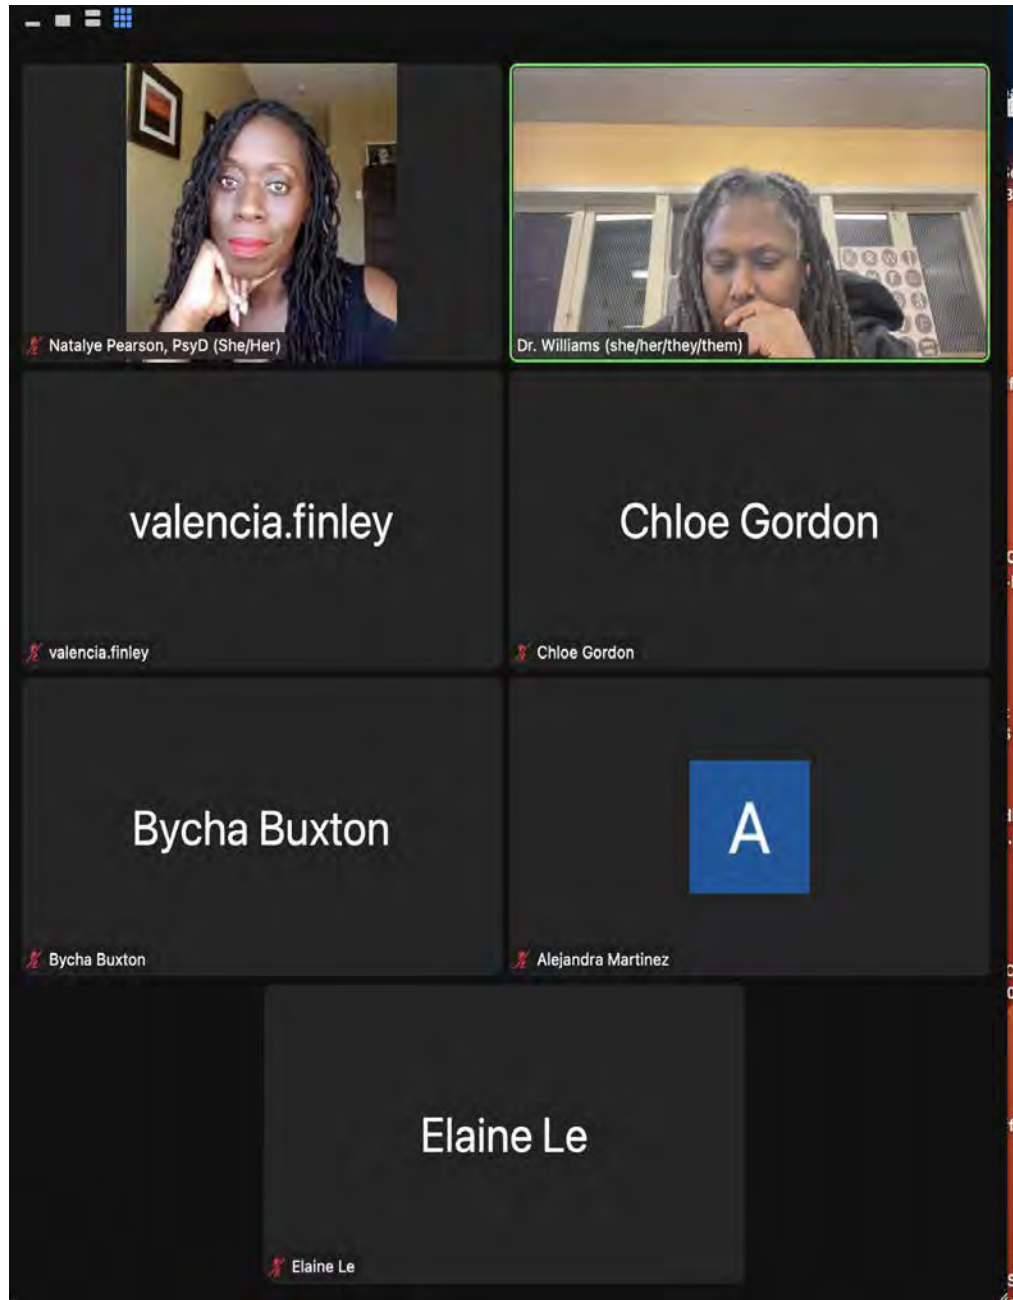 Natalye Pearson, PsyD (She/Her)
Dr. Williams (she/her/they/them)
valencia.finley
valencia.finley
Chloe Gordon
Chloe Gordon
Bycha Buxton
Bycha Buxton
A
Alejandra Martinez
Elaine Le
Elaine Le